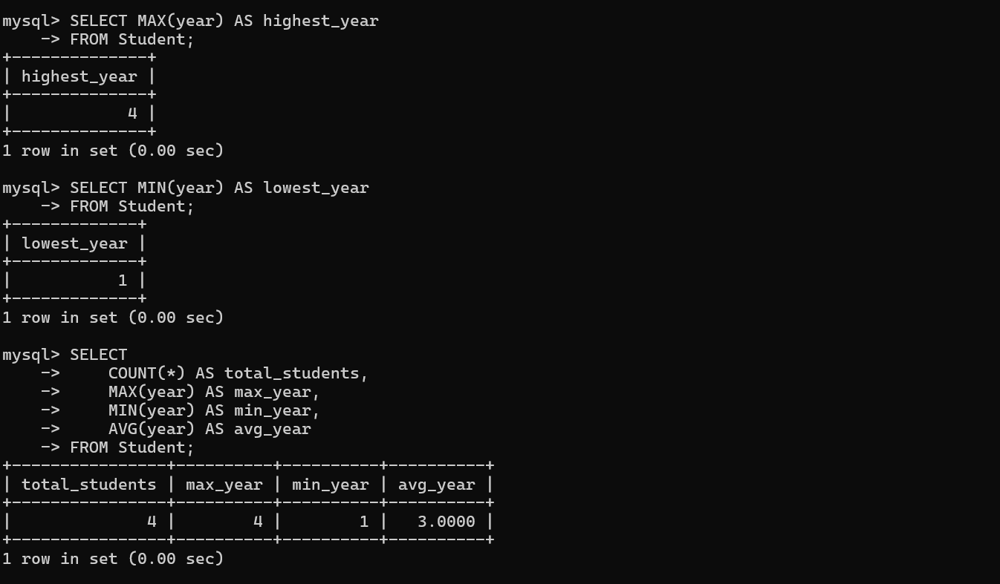 mysql> SELECT MAX(year) AS highest_year
    -> FROM Student;
+--------------+
| highest_year |
+--------------+
|            4 |
+--------------+
1 row in set (0.00 sec)

mysql> SELECT MIN(year) AS lowest_year
    -> FROM Student;
+-------------+
| lowest_year |
+-------------+
|           1 |
+-------------+
1 row in set (0.00 sec)

mysql> SELECT
    ->     COUNT(*) AS total_students,
    ->     MAX(year) AS max_year,
    ->     MIN(year) AS min_year,
    ->     AVG(year) AS avg_year
    -> FROM Student;
+----------------+----------+----------+----------+
| total_students | max_year | min_year | avg_year |
+----------------+----------+----------+----------+
|              4 |        4 |        1 |   3.0000 |
+----------------+----------+----------+----------+
1 row in set (0.00 sec)